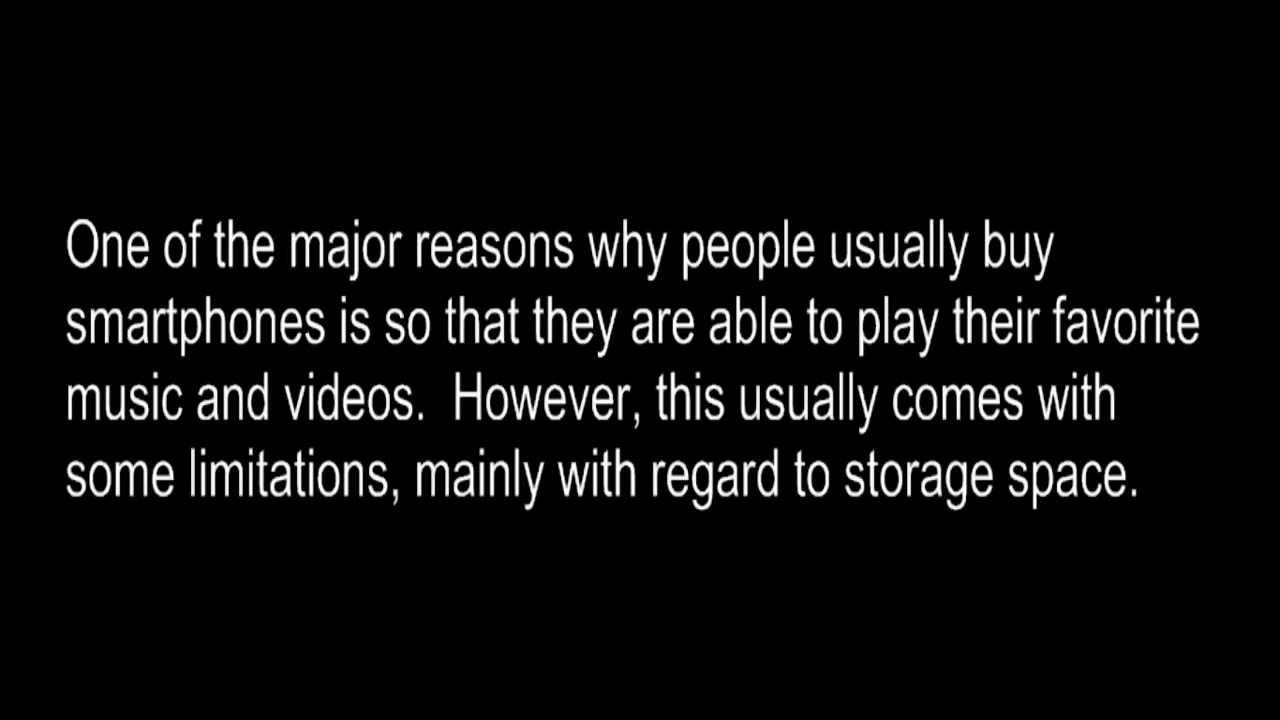 One of the major reasons why people usually buy
smartphones is so that they are able to play their favorite
music and videos.  However, this usually comes with
some limitations, mainly with regard to storage space.